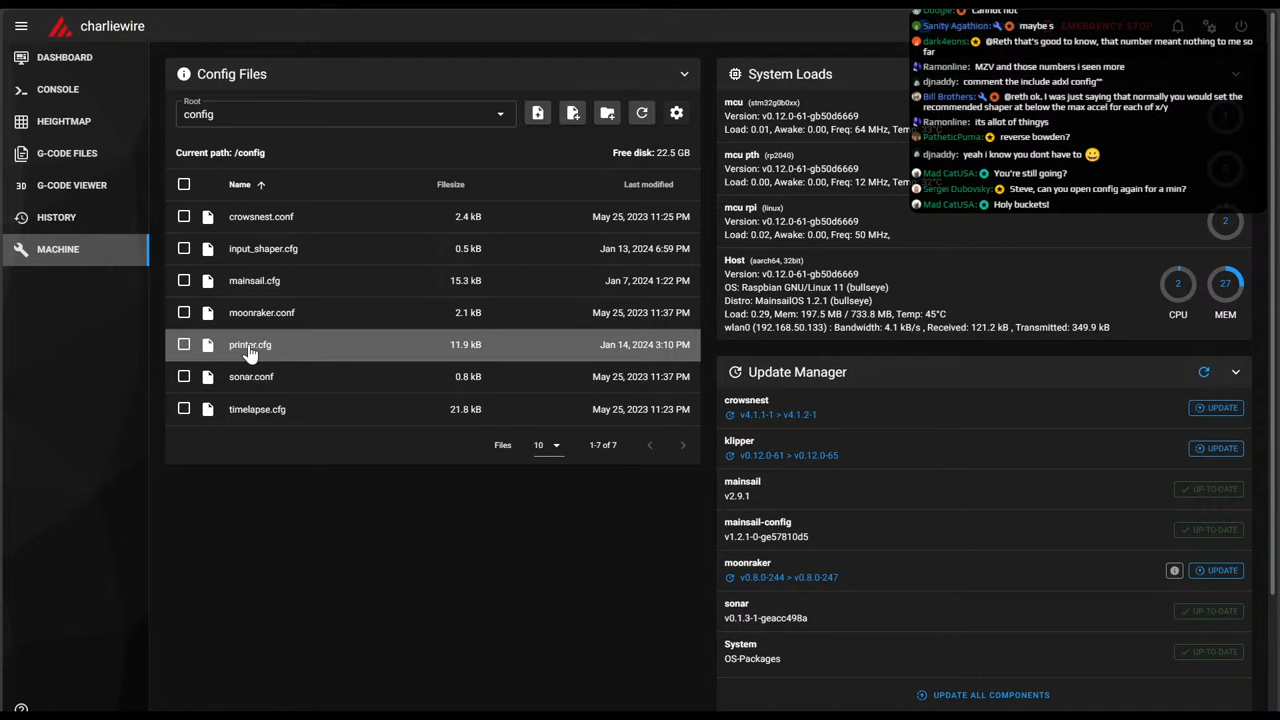 charliewire
DASHBOARD
CONSOLE
HEIGHTMAP
G-CODE FILES
3D
G-CODE VIEWER
HISTORY
MACHINE
Config Files
Root
config
Current path: /config
Free disk: 22.5 GB
Name
Filesize
Last modified
crowsnest.conf
2.4 kB
May 25, 2023 11:25 PM
input_shaper.cfg
0.5 kB
Jan 13, 2024 6:59 PM
mainsail.cfg
15.3 kB
Jan 7, 2024 1:22 PM
moonraker.conf
2.1 kB
May 25, 2023 11:37 PM
printer.cfg
11.9 kB
Jan 14, 2024 3:10 PM
sonar.conf
0.8 kB
May 25, 2023 11:37 PM
timelapse.cfg
21.8 kB
May 25, 2023 11:23 PM
Files
10
1-7 of 7
System Loads
mcu (stm32g0b0xx)
Version: v0.12.0-61-gb50d6669
Load: 0.01, Awake: 0.00, Freq: 64 MHz, Temp: 33°C
mcu pth (rp2040)
Version: v0.12.0-61-gb50d6669
Load: 0.00, Awake: 0.00, Freq: 12 MHz, Temp: 32°C
mcu rpi (linux)
Version: v0.12.0-61-gb50d6669
Load: 0.02, Awake: 0.00, Freq: 50 MHz,
2
Host
(aarch64, 32bit)
Version: v0.12.0-61-gb50d6669
OS: Raspbian GNU/Linux 11 (bullseye)
Distro: MainsailOS 1.2.1 (bullseye)
Load: 0.29, Mem: 197.5 MB / 733.8 MB, Temp: 45°C
wlan0 (192.168.50.133) : Bandwidth: 4.1 kB/s , Received: 121.2 kB , Transmitted: 349.9 kB
2
CPU
27
MEM
Update Manager
crowsnest
v4.1.1-1 > v4.1.2-1
UPDATE
klipper
v0.12.0-61 > v0.12.0-65
UPDATE
mainsail
v2.9.1
UP-TO-DATE
mainsail-config
v1.2.1-0-ge57810d5
UP-TO-DATE
moonraker
v0.8.0-244 > v0.8.0-247
UPDATE
sonar
v0.1.3-1-geacc498a
UP-TO-DATE
System
OS-Packages
UP-TO-DATE
UPDATE ALL COMPONENTS
EMERGENCY STOP
Dougie: Cannot not
Sanity Agathion: maybe s
dark4eons: @Reth that's good to know, that number meant nothing to me so
far
Ramonline: MZV and those numbers i seen more
djnaddy: comment the include adxl config^^
Bill Brothers: @reth ok. I was just saying that normally you would set the
recommended shaper at below the max accel for each of x/y
Ramonline: its allot of thingys
PatheticPuma: reverse bowden?
djnaddy: yeah i know you dont have to 😀
Mad CatUSA: You're still going?
Sergei Dubovsky: Steve, can you open config again for a min?
Mad CatUSA: Holy buckets!